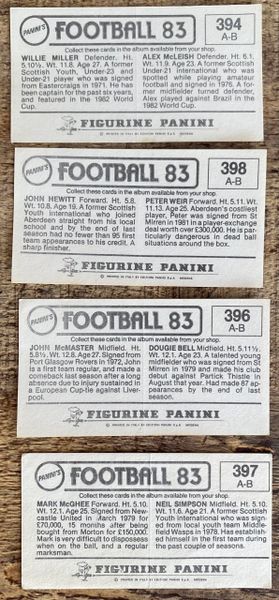 PANINI'S
FOOTBALL 83
394
A-B
Collect these cards in the album available from your shop.
WILLIE MILLER Defender. Ht.
5.10½. Wt. 11.8. Age 27. A former
Scottish Youth, Under-23 and
Under-21 player who was signed
from Eastercraigs in 1971. He has
been captain for the past six years,
and featured in the 1982 World
Cup.
ALEX McLEISH Defender. Ht. 6.1.
Wt. 11.9. Age 23. A former Scottish
Under-21 international who was
spotted while playing amateur
football and signed in 1976. A for-
mer midfielder turned defender,
Alex played against Brazil in the
1982 World Cup.
FIGURINE PANINI
PANINI'S
FOOTBALL 83
398
A-B
Collect these cards in the album available from your shop.
JOHN HEWITT Forward. Ht. 5.8.
Wt. 10.8. Age 19. A former Scottish
Youth International who joined
Aberdeen straight from his local
school and by the end of last
season had no fewer than 95 first
team appearances to his credit. A
sharp finisher.
PETER WEIR Forward. Ht. 5.11. Wt.
11.13. Age 25. Aberdeen's costliest
player, Peter was signed from St
Mirren in 1981 in a player-exchange
deal worth over £300,000. He is par-
ticularly dangerous in dead ball
situations around the box.
FIGURINE PANINI
PANINI'S
FOOTBALL 83
396
A-B
Collect these cards in the album available from your shop.
JOHN McMASTER Midfield. Ht.
5.8½. Wt. 12.8. Age 27. Signed from
Port Glasgow Rovers in 1972, John
is a first team regular, and made a
comeback last season after a long
absence due to injury sustained in
a European Cup-tie against Liver-
pool.
DOUGIE BELL Midfield. Ht. 5.11½.
Wt. 12.1. Age 23. A talented young
midfielder who was signed from St
Mirren in 1979 and made his club
debut against Partick Thistle in
August that year. Had made 87 ap-
pearances by the end of last
season.
FIGURINE PANINI
PANINI'S
FOOTBALL 83
397
A-B
Collect these cards in the album available from your shop.
MARK McGHEE Forward. Ht. 5.10.
Wt. 12.1. Age 25. Signed from New-
castle United in March 1979 for
£70,000, 15 months after being
bought from Morton for £150,000.
Mark is very difficult to dispossess
when on the ball, and a regular
marksman.
NEIL SIMPSON Midfield. Ht. 5.10.
Wt. 11.6. Age 21. A former Scottish
Youth international who was sign-
ed from local youth team Middle-
field Wasps in 1978. Has establish-
ed himself in the first team during
the past couple of seasons.
FIGURINE PANINI